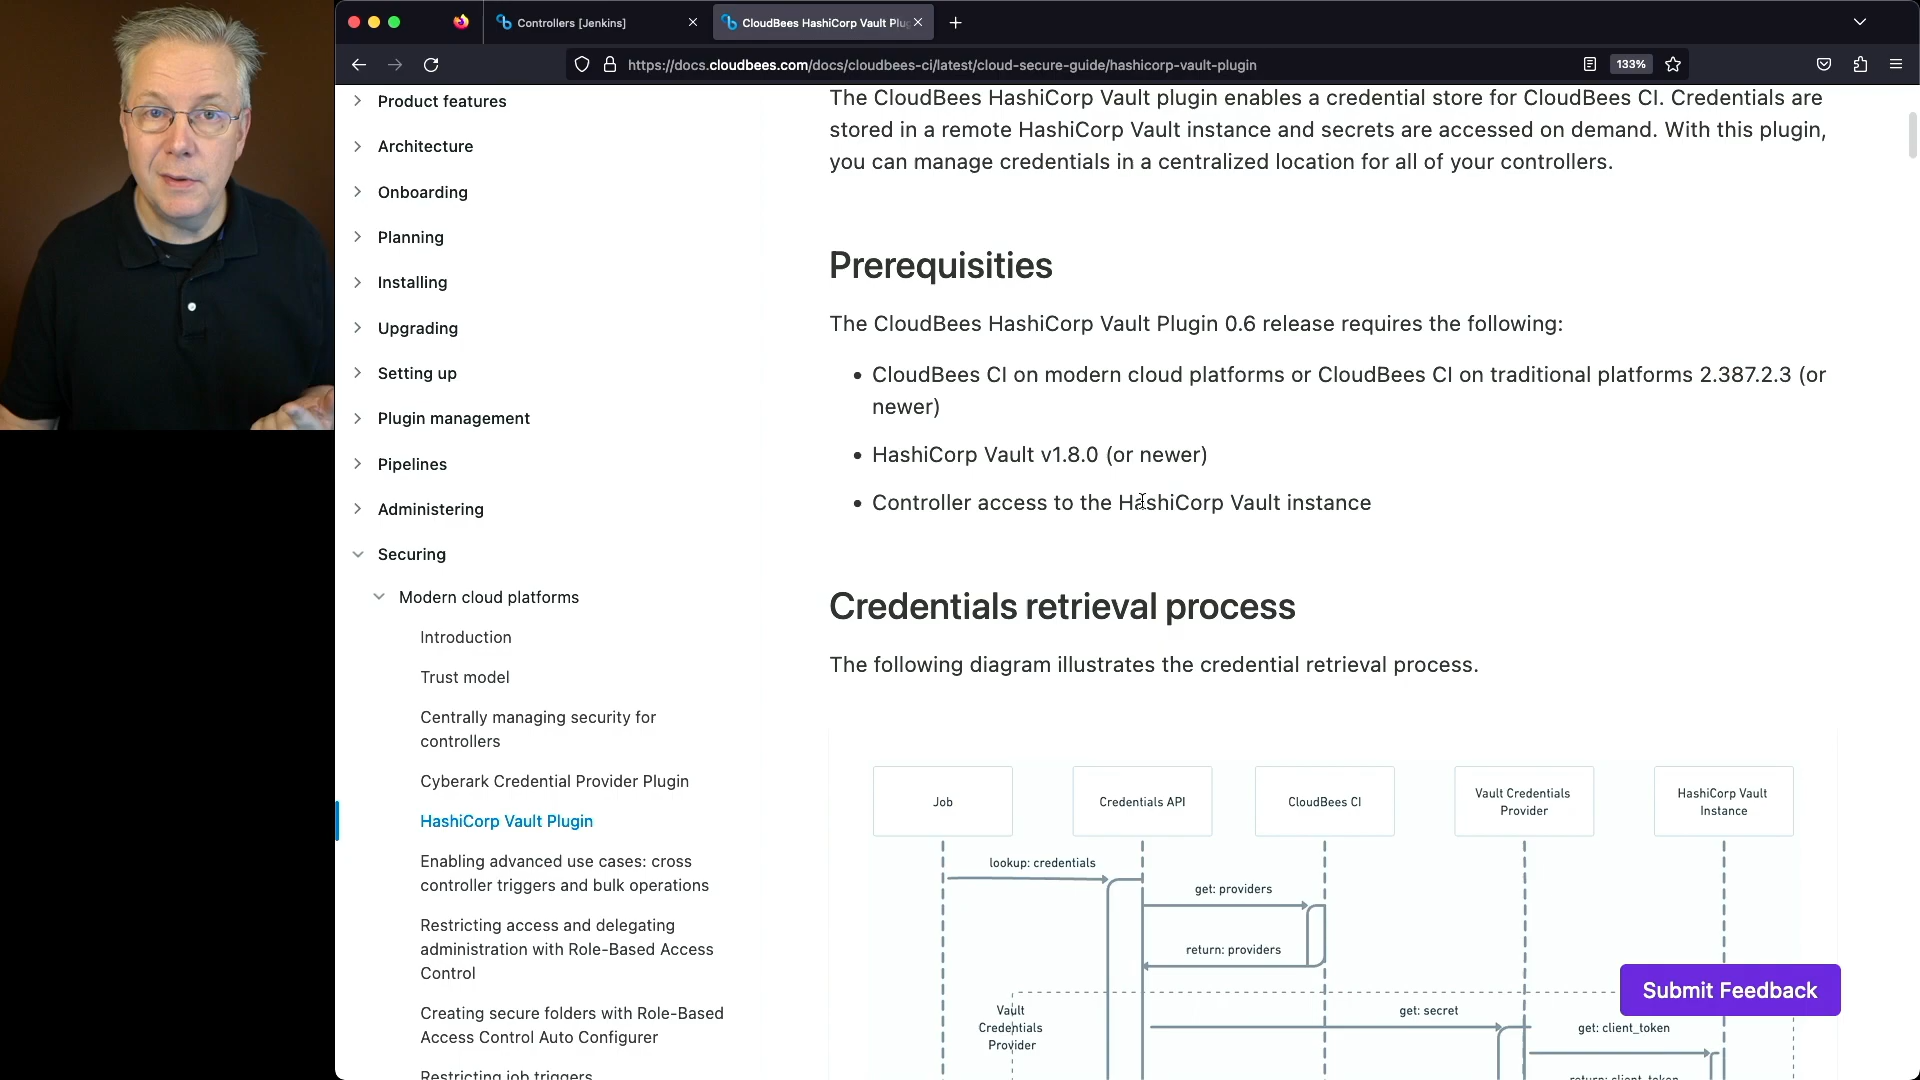 Controllers [Jenkins]
CloudBees HashiCorp Vault Plu
https://docs.cloudbees.com/docs/cloudbees-ci/latest/cloud-secure-guide/hashicorp-vault-plugin
133%
Product features
Architecture
Onboarding
Planning
Installing
Upgrading
Setting up
Plugin management
Pipelines
Administering
Securing
Modern cloud platforms
Introduction
Trust model
Centrally managing security for
controllers
Cyberark Credential Provider Plugin
HashiCorp Vault Plugin
Enabling advanced use cases: cross
controller triggers and bulk operations
Restricting access and delegating
administration with Role-Based Access
Control
Creating secure folders with Role-Based
Access Control Auto Configurer
Restricting job triggers
The CloudBees HashiCorp Vault plugin enables a credential store for CloudBees CI. Credentials are
stored in a remote HashiCorp Vault instance and secrets are accessed on demand. With this plugin,
you can manage credentials in a centralized location for all of your controllers.
Prerequisities
The CloudBees HashiCorp Vault Plugin 0.6 release requires the following:
• CloudBees CI on modern cloud platforms or CloudBees CI on traditional platforms 2.387.2.3 (or
newer)
• HashiCorp Vault v1.8.0 (or newer)
• Controller access to the HashiCorp Vault instance
Credentials retrieval process
The following diagram illustrates the credential retrieval process.
Job
Credentials API
CloudBees CI
Vault Credentials
Provider
HashiCorp Vault
Instance
lookup: credentials
get: providers
return: providers
Vault
Credentials
Provider
get: secret
get: client_token
return: client_token
Submit Feedback